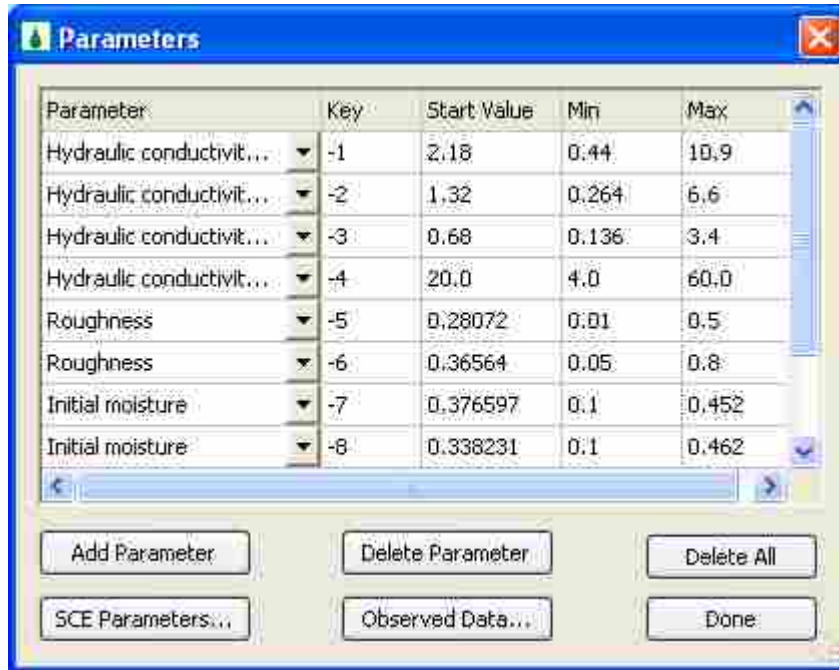 Parameters
Parameter Key Start Value Min Max
Hydraulic conductivit... -1 2.18 0.44 10.9
Hydraulic conductivit... -2 1.32 0.264 6.6
Hydraulic conductivit... -3 0.68 0.136 3.4
Hydraulic conductivit... -4 20.0 4.0 60.0
Roughness -5 0.28072 0.01 0.5
Roughness -6 0.36564 0.05 0.8
Initial moisture -7 0.376597 0.1 0.452
Initial moisture -8 0.338231 0.1 0.462
Add Parameter Delete Parameter Delete All
SCE Parameters... Observed Data... Done